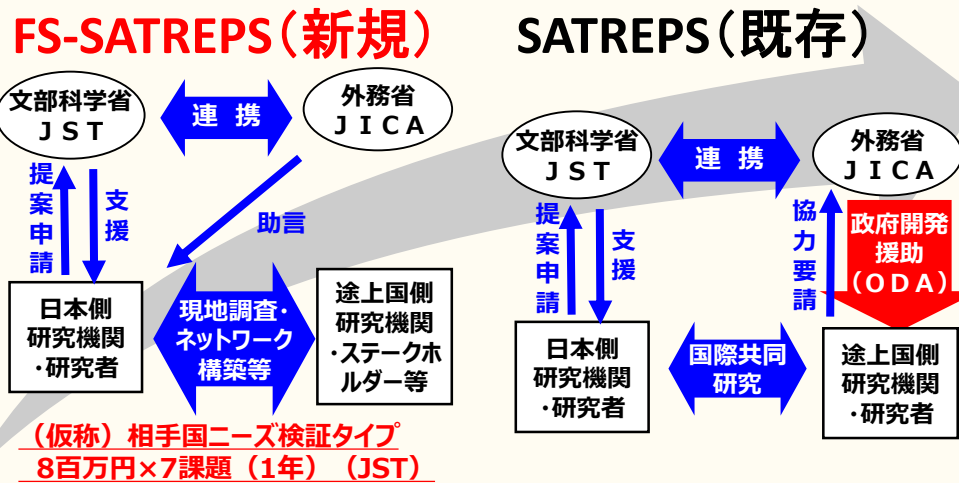 FS-SATREPS（新規）
文部科学省
ＪＳＴ
連 携
外務省
ＪＩＣＡ
提案申請
支援
助言
日本側
研究機関
・研究者
現地調査・
ネットワーク
構築等
途上国側
研究機関
・ステークホ
ルダー等
（仮称）相手国ニーズ検証タイプ
8百万円×7課題（1年）（JST）
SATREPS（既存）
文部科学省
ＪＳＴ
連 携
外務省
ＪＩＣＡ
提案申請
支援
協力要請
政府開発
援助
（ＯＤＡ）
日本側
研究機関
・研究者
国際共同
研究
途上国側
研究機関
・研究者